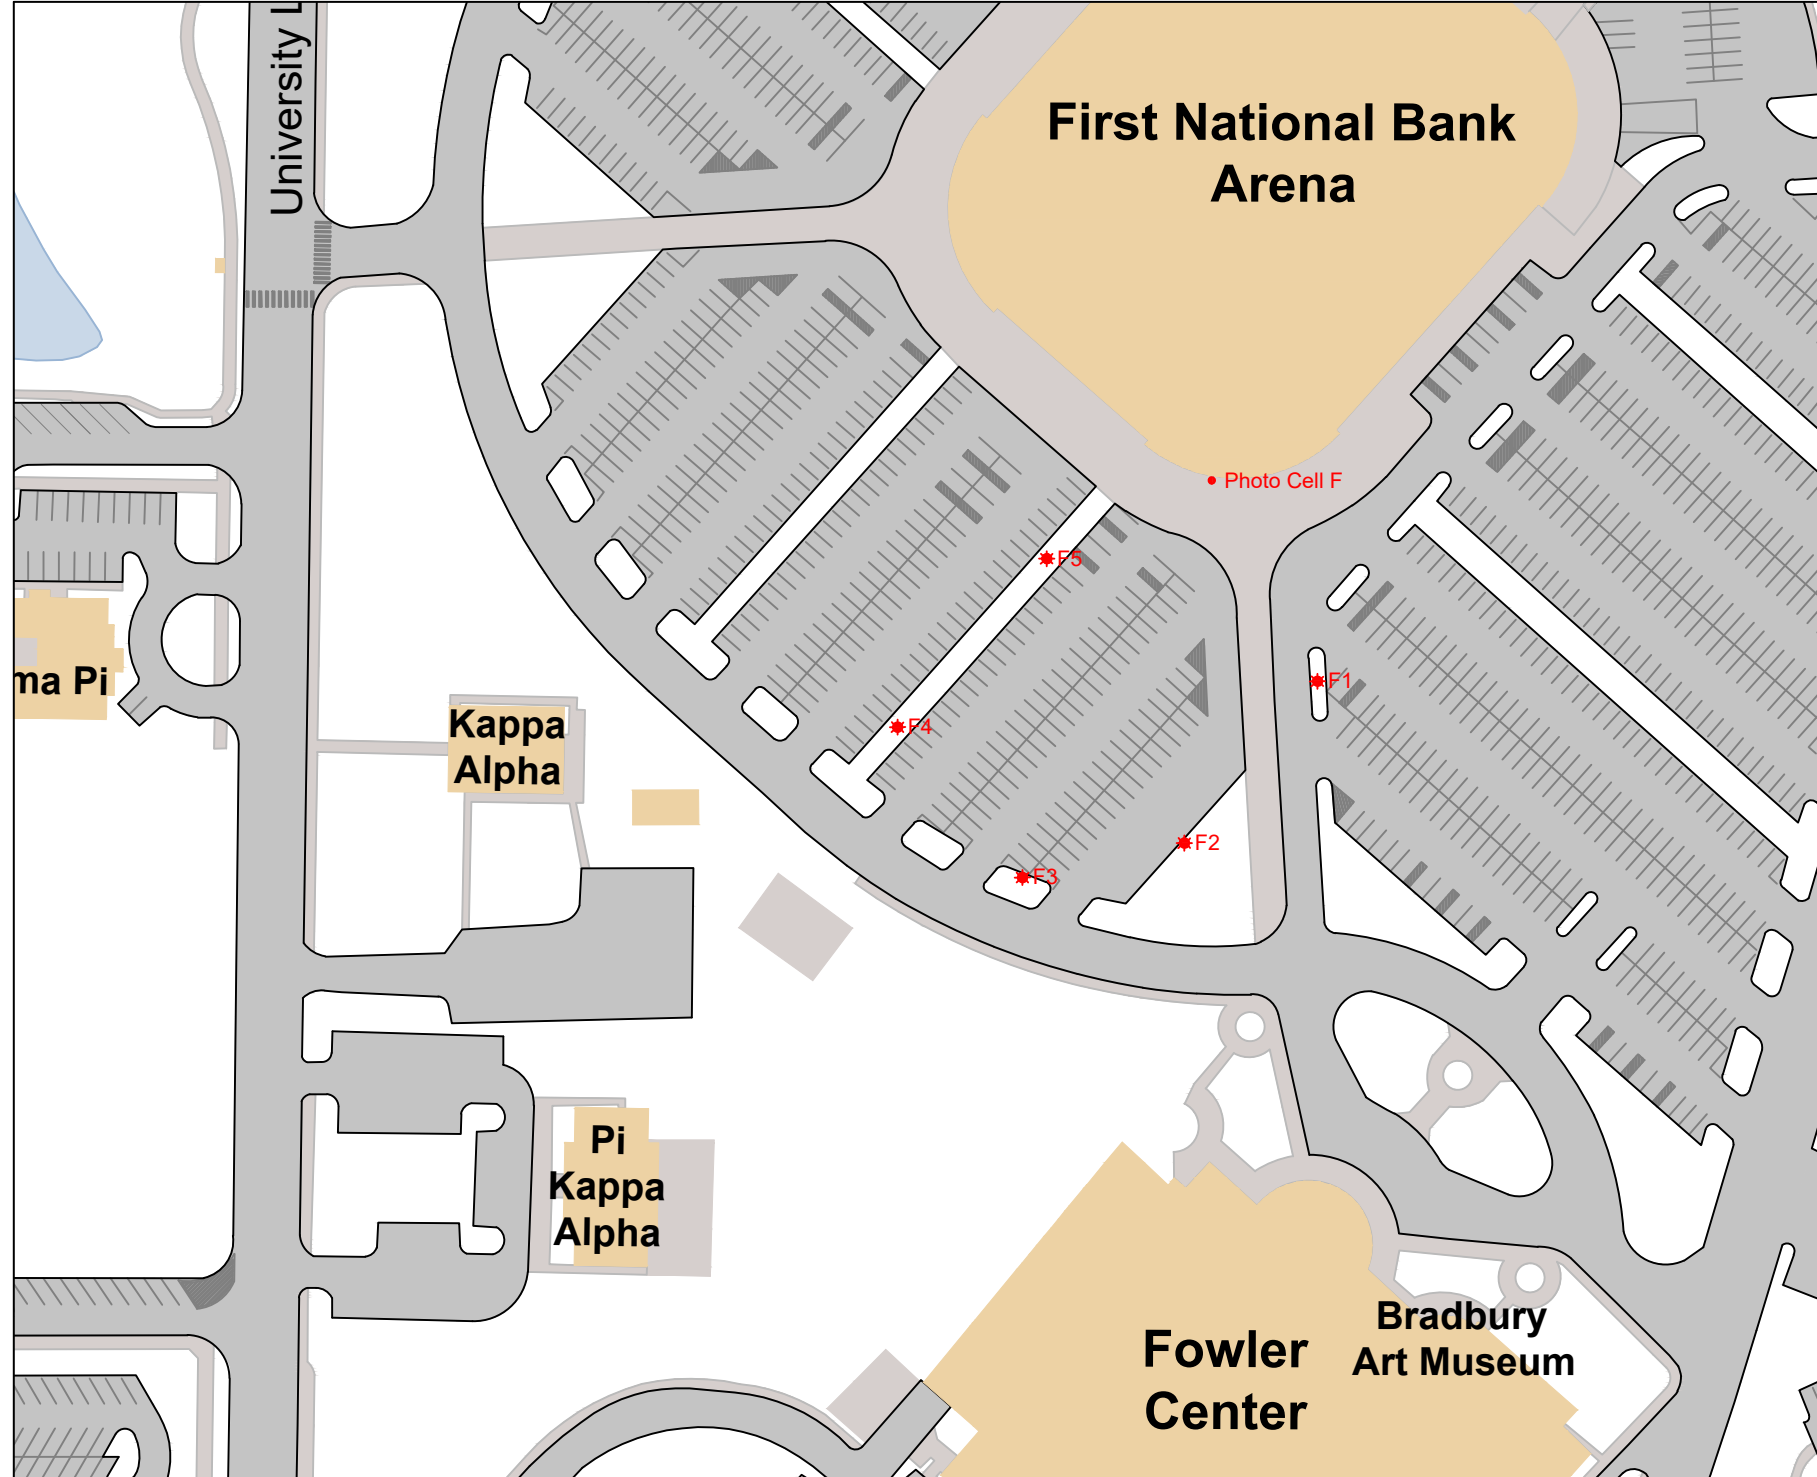 University L
First National Bank
Arena
Photo Cell F
F5
F1
ma Pi
Kappa
Alpha
F4
F2
F3
Pi
Kappa
Alpha
Bradbury
Art Museum
Fowler
Center